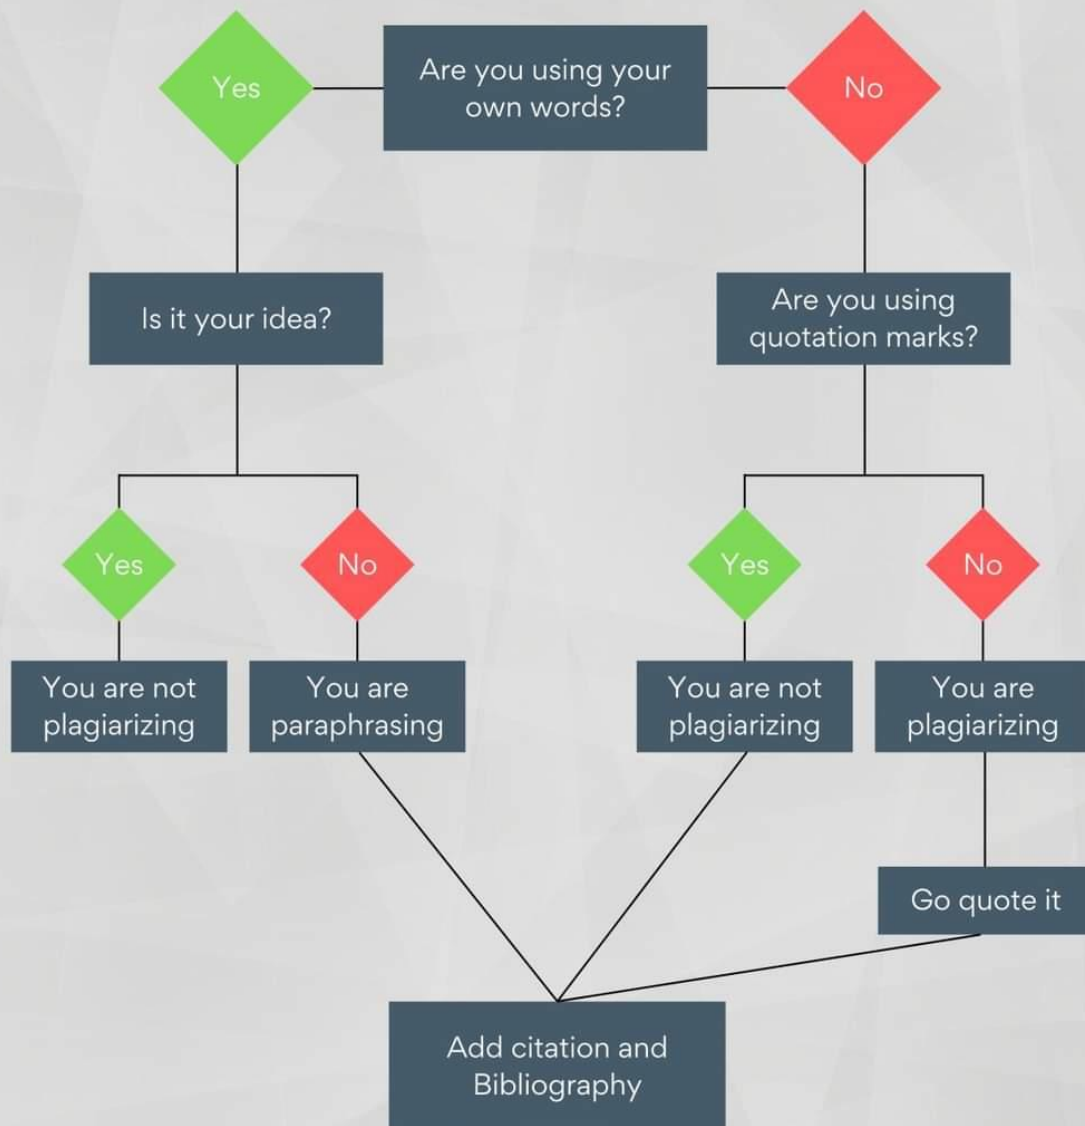 Yes
Are you using your
own words?
No
Is it your idea?
Are you using
quotation marks?
Yes
No
Yes
No
You are not
plagiarizing
You are
paraphrasing
You are not
plagiarizing
You are
plagiarizing
Go quote it
Add citation and
Bibliography